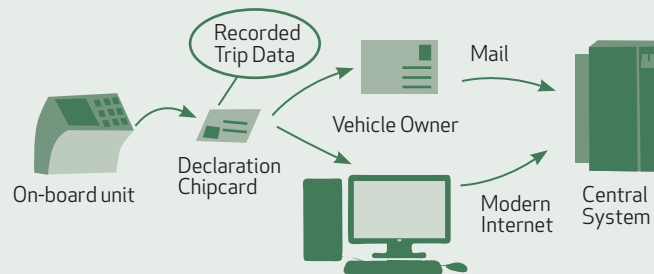 Recorded
Trip Data
Mail
Vehicle Owner
On-board unit
Declaration
Chipcard
Modern
Internet
Central
System